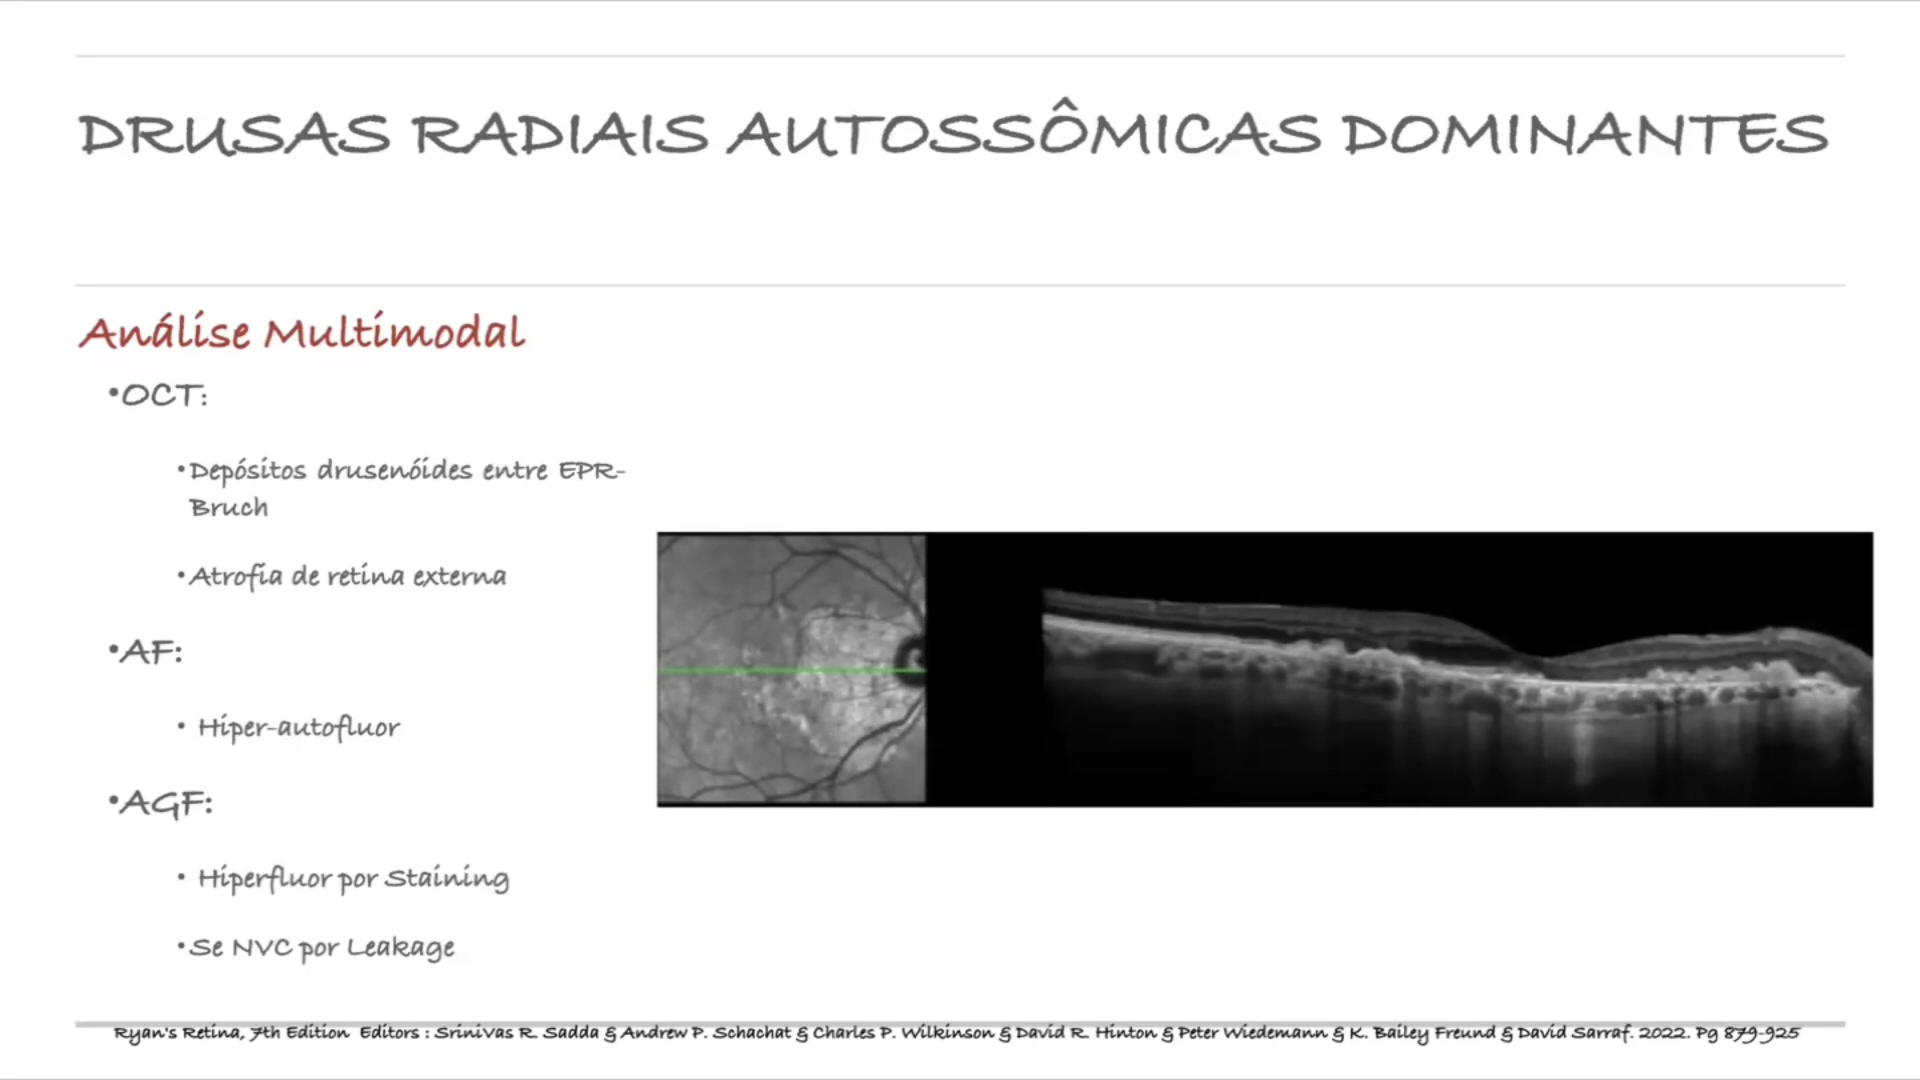 DRUSAS RADIAIS AUTOSSÔMICAS DOMINANTES
Análise Multimodal
•OCT:
•Depósitos drusenóides entre EPR-
Bruch
•Atrofia de retina externa
•AF:
• Hiper-autofluor
•AGF:
• Hiperfluor por Staining
•Se NVC por Leakage
Ryan's Retina, 7th Edition Editors : SriniVas R. Sadda & Andrew P. Schachat & Charles P. Wilkinson & David R. Hinton & Peter Wiedemann & K. Bailey Freund & David Sarraf. 2022. Pg 879-925